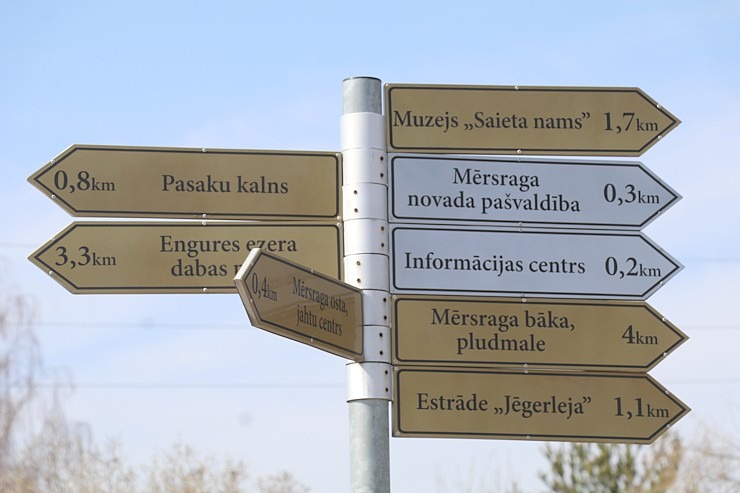 0,8km Pasaku kalns
3,3km Engures ezera
dabas
0,4km Mērsraga osta,
jahtu centrs
Muzejs „Saieta nams” 1,7km
Mērsraga
novada pašvaldība 0,3km
Informācijas centrs 0,2km
Mērsraga bāka,
pludmale 4km
Estrāde „Jēgerleja” 1,1km